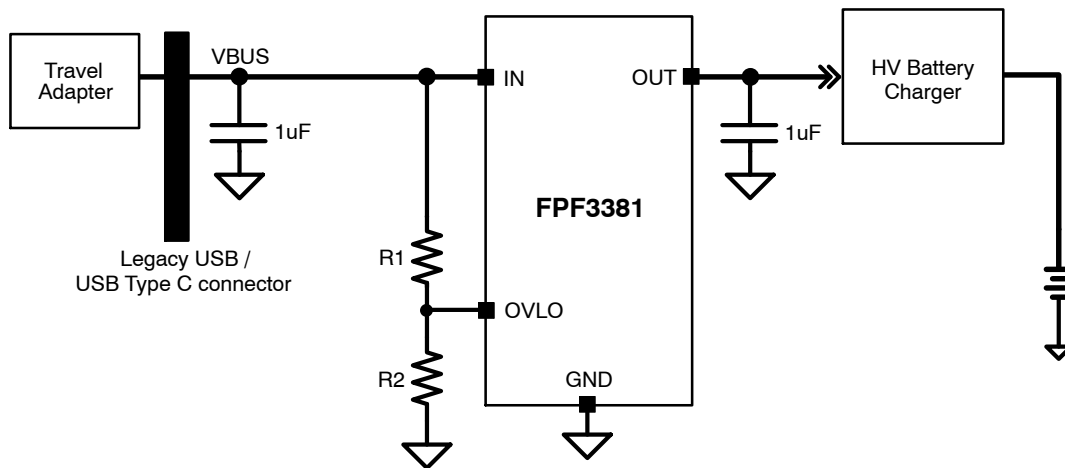 Travel
Adapter
VBUS
1uF
Legacy USB /
USB Type C connector
R1
R2
IN
OUT
FPF3381
OVLO
GND
1uF
HV Battery
Charger